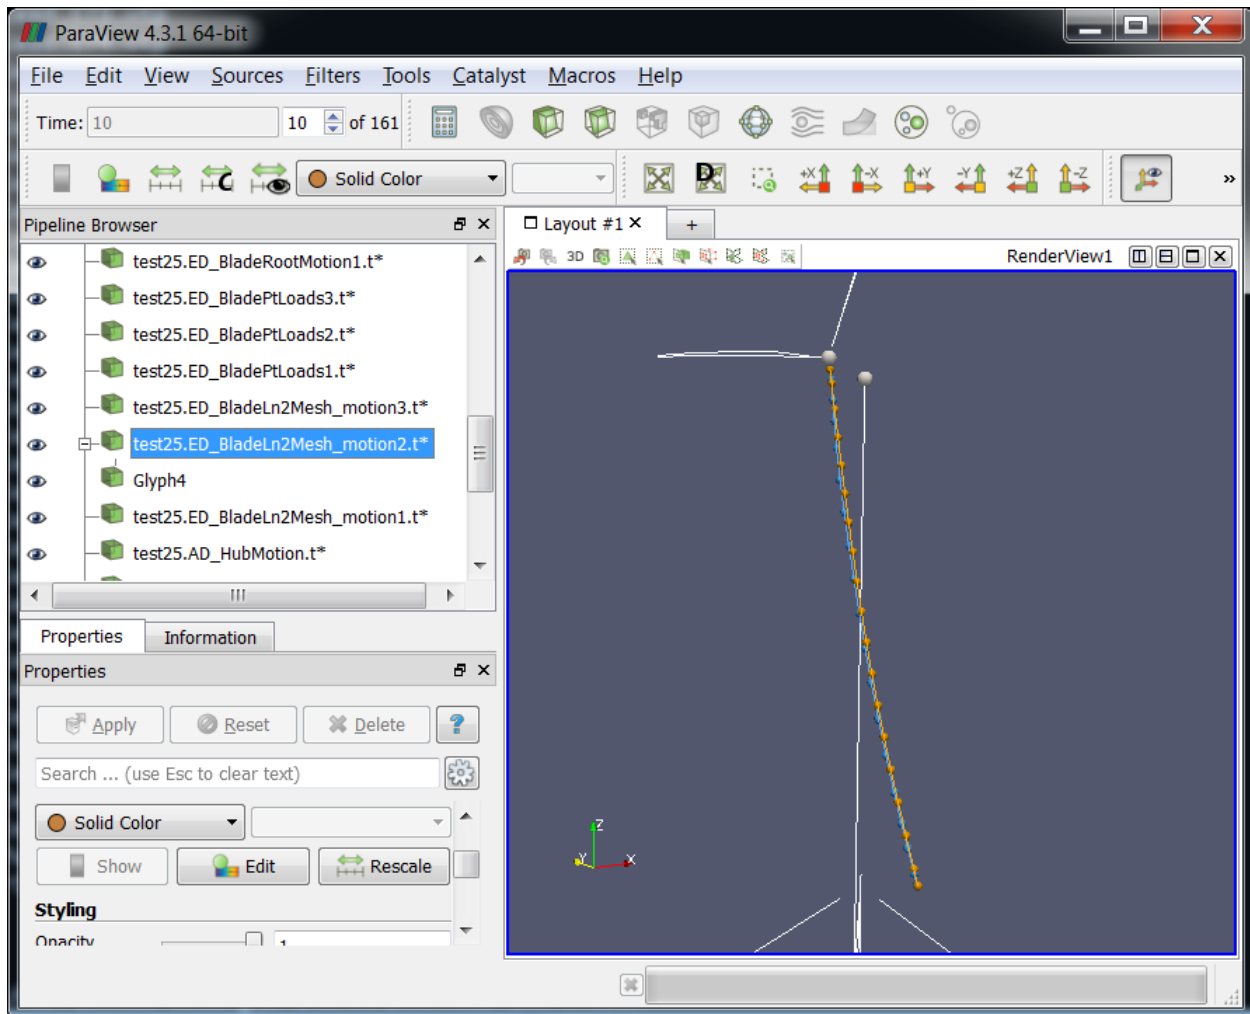 ParaView 4.3.1 64-bit
File Edit View Sources Filters Tools Catalyst Macros Help
Time: 10 10 of 161
Solid Color +X -X +Y -Y +Z -Z »
Pipeline Browser
Layout #1 +
3D RenderView1
test25.ED_BladeRootMotion1.t*
test25.ED_BladePtLoads3.t*
test25.ED_BladePtLoads2.t*
test25.ED_BladePtLoads1.t*
test25.ED_BladeLn2Mesh_motion3.t*
test25.ED_BladeLn2Mesh_motion2.t*
Glyph4
test25.ED_BladeLn2Mesh_motion1.t*
test25.AD_HubMotion.t*
Properties Information
Properties
Apply Reset Delete ?
Search ... (use Esc to clear text)
Solid Color
Show Edit Rescale
Styling
Opacity 1
Z
Y X